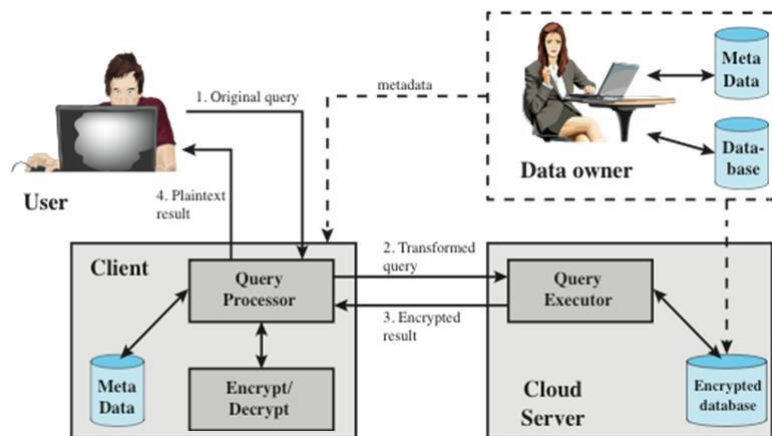 1. Original query
User
4. Plaintext
result
metadata
Data owner
Meta
Data
Data-
base
Client
Query
Processor
Meta
Data
Encrypt/
Decrypt
2. Transformed
query
3. Encrypted
result
Query
Executor
Cloud
Server
Encrypted
database